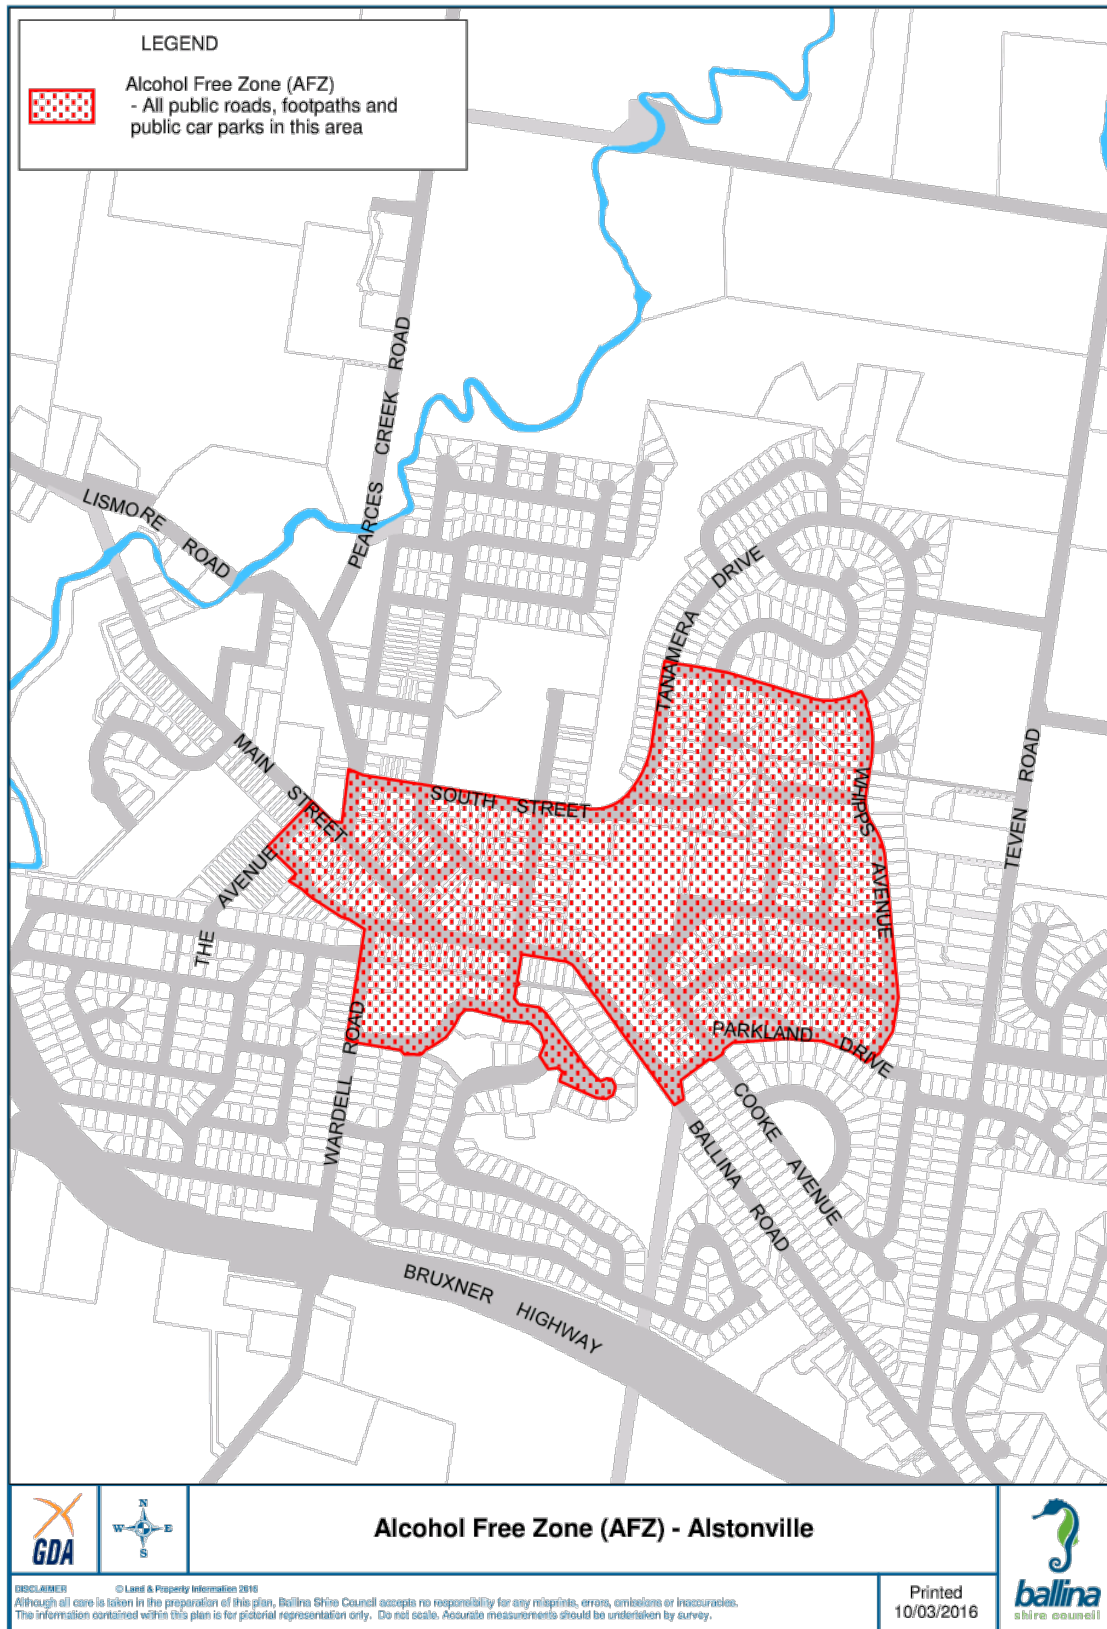 LEGEND
Alcohol Free Zone (AFZ)
- All public roads, footpaths and
public car parks in this area
PEARCES CREEK ROAD
LISMORE ROAD
TANAMERA DRIVE
MAIN STREET
SOUTH STREET
WHIPPS AVENUE
TEVEN ROAD
THE AVENUE
WARDELL ROAD
PARKLAND DRIVE
COOKE AVENUE
BALLINA ROAD
BRUXNER HIGHWAY
GDA
N
W E
S
Alcohol Free Zone (AFZ) - Alstonville
ballina
shire council
DISCLAIMER © Land & Property Information 2016
Although all care is taken in the preparation of this plan, Ballina Shire Council accepts no responsibility for any misprints, errors, omissions or inaccuracies.
The information contained within this plan is for pictorial representation only. Do not scale. Accurate measurements should be undertaken by survey.
Printed
10/03/2016